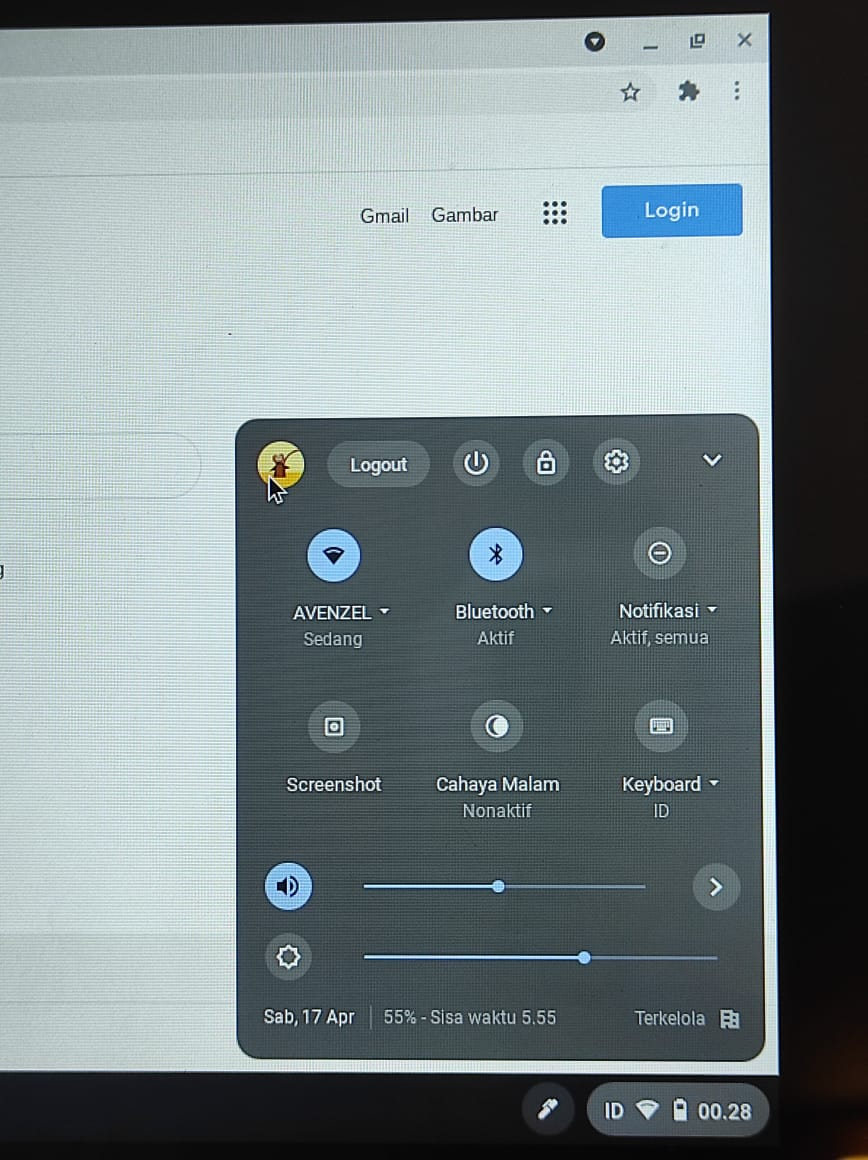 Gmail Gambar Login
Logout
AVENZEL Bluetooth Notifikasi
Sedang Aktif Aktif, semua
Screenshot Cahaya Malam Keyboard
Nonaktif ID
Sab, 17 Apr 55% - Sisa waktu 5.55 Terkelola
ID 00.28